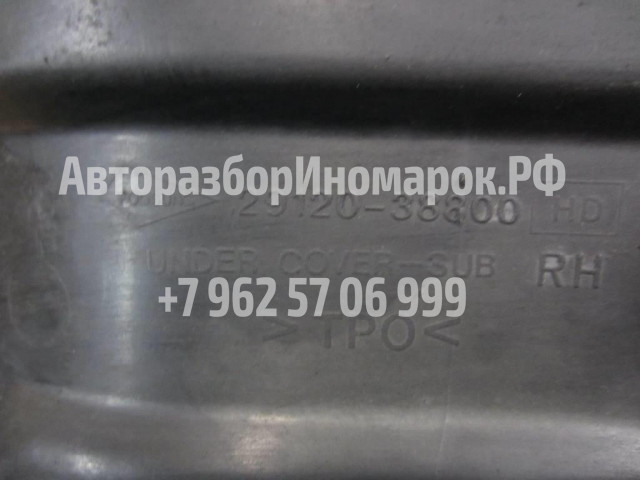 АвторазборИномарок.РФ
29120-38800 HD
UNDER COVER-SUB RH
+7 962 57 06 999
>TPO<